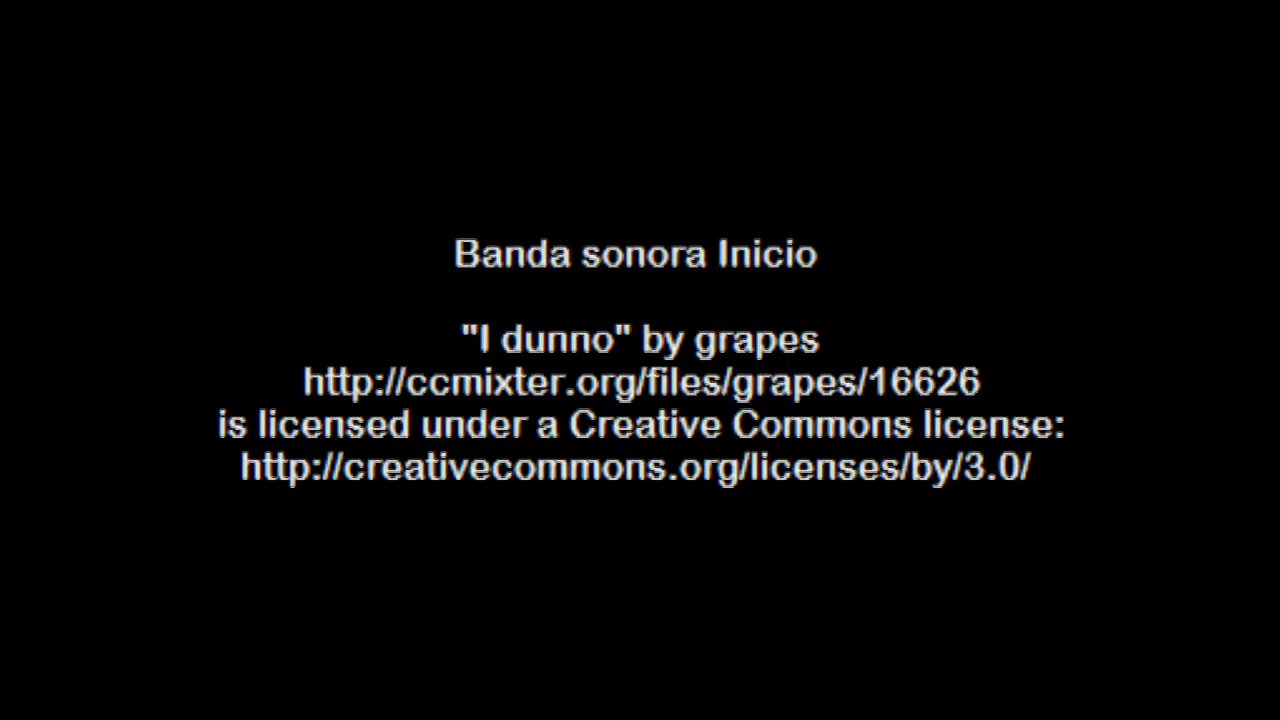 Banda sonora Inicio
"I dunno" by grapes
http://ccmixter.org/files/grapes/16626
is licensed under a Creative Commons license:
http://creativecommons.org/licenses/by/3.0/